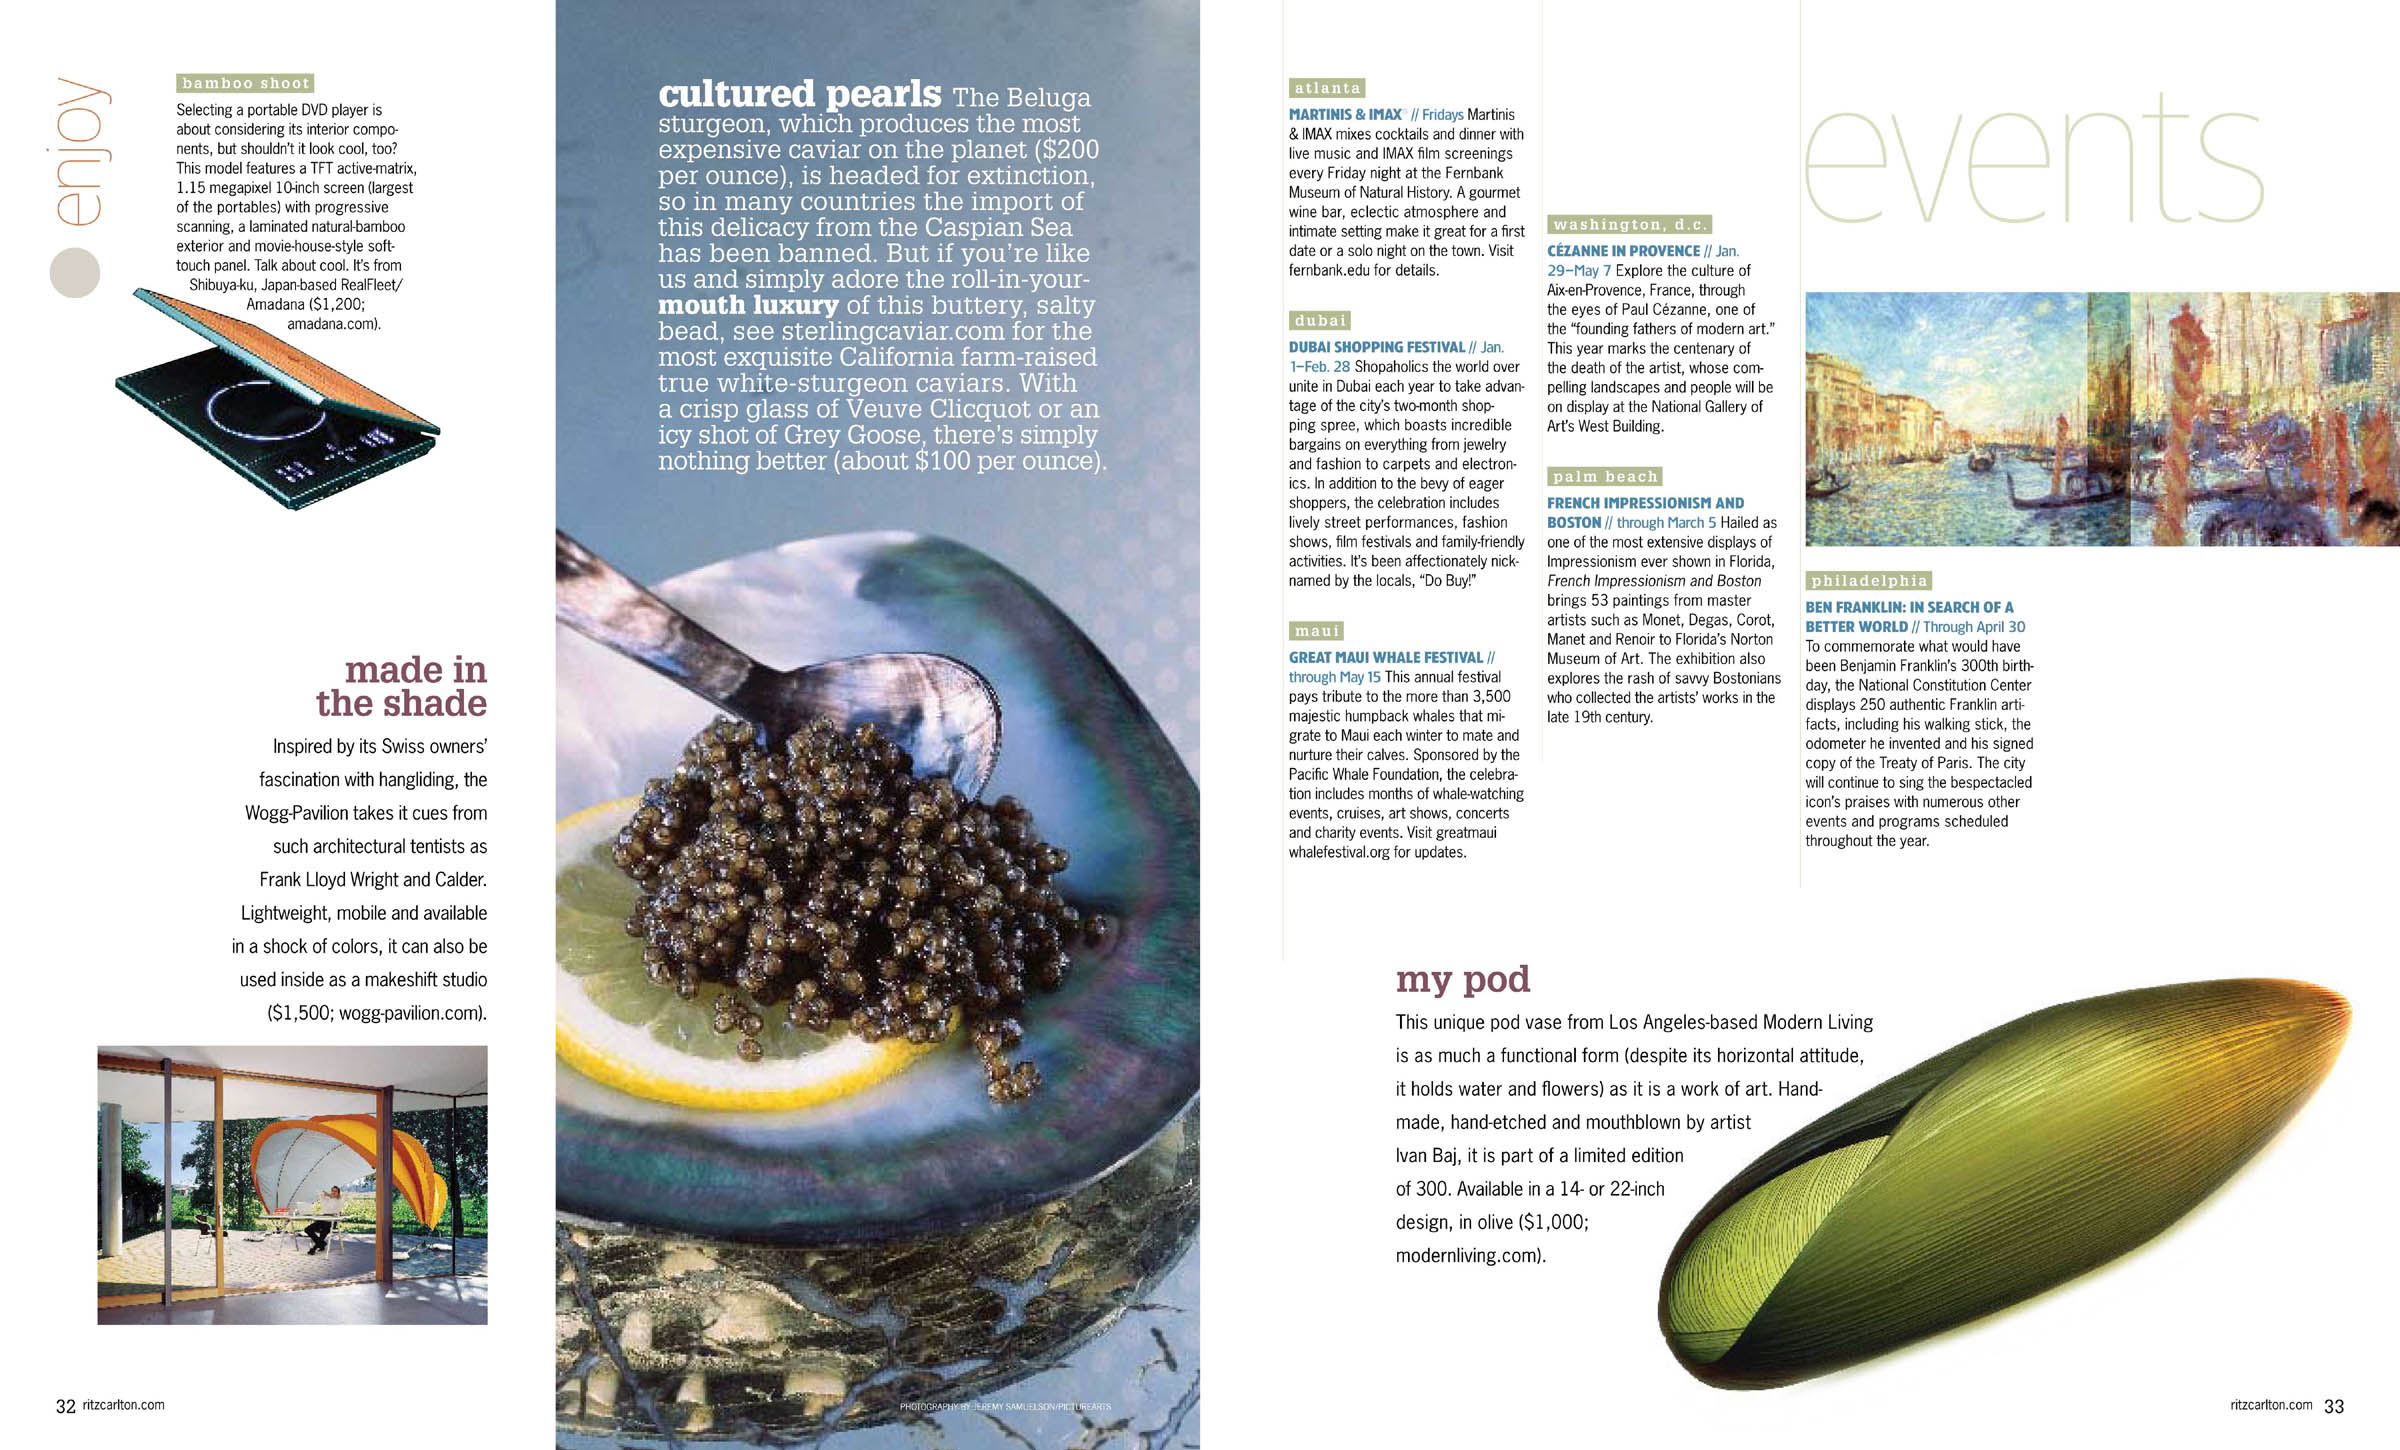 enjoy
bamboo shoot
Selecting a portable DVD player is
about considering its interior compo-
nents, but shouldn't it look cool, too?
This model features a TFT active-matrix,
1.15 megapixel 10-inch screen (largest
of the portables) with progressive
scanning, a laminated natural-bamboo
exterior and movie-house-style soft-
touch panel. Talk about cool. It's from
Shibuya-ku, Japan-based RealFleet/
Amadana ($1,200;
amadana.com).
made in
the shade
Inspired by its Swiss owners'
fascination with hangliding, the
Wogg-Pavilion takes it cues from
such architectural tentists as
Frank Lloyd Wright and Calder.
Lightweight, mobile and available
in a shock of colors, it can also be
used inside as a makeshift studio
($1,500; wogg-pavilion.com).
32 ritzcarlton.com
cultured pearls The Beluga
sturgeon, which produces the most
expensive caviar on the planet ($200
per ounce), is headed for extinction,
so in many countries the import of
this delicacy from the Caspian Sea
has been banned. But if you're like
us and simply adore the roll-in-your-
mouth luxury of this buttery, salty
bead, see sterlingcaviar.com for the
most exquisite California farm-raised
true white-sturgeon caviars. With
a crisp glass of Veuve Clicquot or an
icy shot of Grey Goose, there's simply
nothing better (about $100 per ounce).
PHOTOGRAPHY BY JEREMY SAMUELSON/PICTUREARTS
events
atlanta
MARTINIS & IMAX® // Fridays Martinis
& IMAX mixes cocktails and dinner with
live music and IMAX film screenings
every Friday night at the Fernbank
Museum of Natural History. A gourmet
wine bar, eclectic atmosphere and
intimate setting make it great for a first
date or a solo night on the town. Visit
fernbank.edu for details.
dubai
DUBAI SHOPPING FESTIVAL // Jan.
1–Feb. 28 Shopaholics the world over
unite in Dubai each year to take advan-
tage of the city's two-month shop-
ping spree, which boasts incredible
bargains on everything from jewelry
and fashion to carpets and electron-
ics. In addition to the bevy of eager
shoppers, the celebration includes
lively street performances, fashion
shows, film festivals and family-friendly
activities. It's been affectionately nick-
named by the locals, "Do Buy!"
maui
GREAT MAUI WHALE FESTIVAL //
through May 15 This annual festival
pays tribute to the more than 3,500
majestic humpback whales that mi-
grate to Maui each winter to mate and
nurture their calves. Sponsored by the
Pacific Whale Foundation, the celebra-
tion includes months of whale-watching
events, cruises, art shows, concerts
and charity events. Visit greatmaui
whalefestival.org for updates.
washington, d.c.
CÉZANNE IN PROVENCE // Jan.
29–May 7 Explore the culture of
Aix-en-Provence, France, through
the eyes of Paul Cézanne, one of
the "founding fathers of modern art."
This year marks the centenary of
the death of the artist, whose com-
pelling landscapes and people will be
on display at the National Gallery of
Art's West Building.
palm beach
FRENCH IMPRESSIONISM AND
BOSTON // through March 5 Hailed as
one of the most extensive displays of
Impressionism ever shown in Florida,
French Impressionism and Boston
brings 53 paintings from master
artists such as Monet, Degas, Corot,
Manet and Renoir to Florida's Norton
Museum of Art. The exhibition also
explores the rash of savvy Bostonians
who collected the artists' works in the
late 19th century.
philadelphia
BEN FRANKLIN: IN SEARCH OF A
BETTER WORLD // Through April 30
To commemorate what would have
been Benjamin Franklin's 300th birth-
day, the National Constitution Center
displays 250 authentic Franklin arti-
facts, including his walking stick, the
odometer he invented and his signed
copy of the Treaty of Paris. The city
will continue to sing the bespectacled
icon's praises with numerous other
events and programs scheduled
throughout the year.
my pod
This unique pod vase from Los Angeles-based Modern Living
is as much a functional form (despite its horizontal attitude,
it holds water and flowers) as it is a work of art. Hand-
made, hand-etched and mouthblown by artist
Ivan Baj, it is part of a limited edition
of 300. Available in a 14- or 22-inch
design, in olive ($1,000;
modernliving.com).
ritzcarlton.com 33